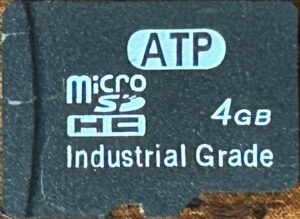 ATP
micro
SD
HC
4GB
Industrial Grade